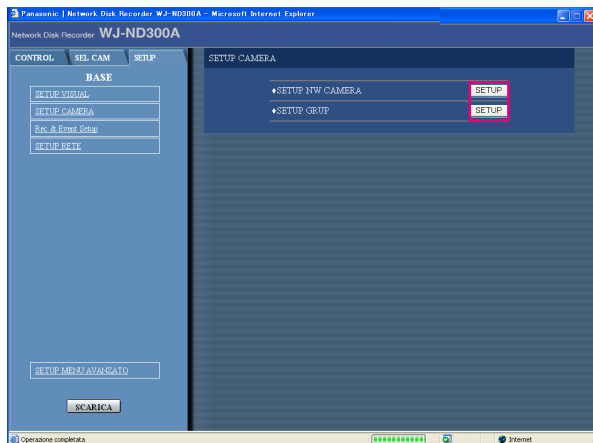 Panasonic | Network Disk Recorder WJ-ND300A - Microsoft Internet Explorer
Network Disk Recorder WJ-ND300A
CONTROL SEL CAM SETUP
BASE
SETUP VISUAL
SETUP CAMERA
Rec & Event Setup
SETUP RETE
SETUP MENU AVANZATO
SCARICA
SETUP CAMERA
♦SETUP NW CAMERA SETUP
♦SETUP GRUP SETUP
Operazione completata Internet